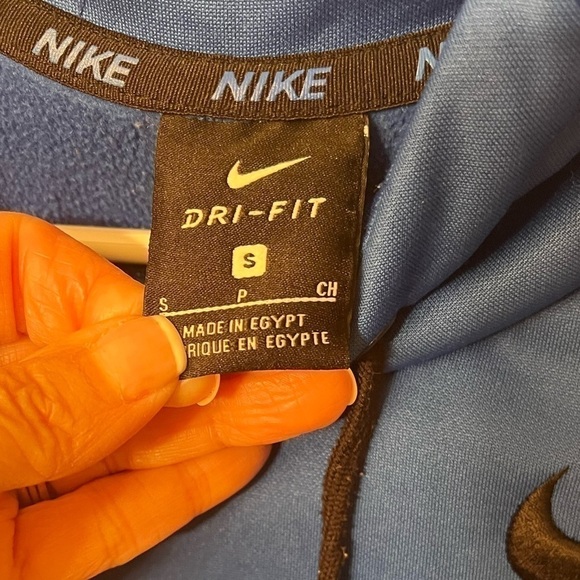 NIKE NIKE
DRI-FIT
S
S P CH
MADE IN EGYPT
RIQUE EN EGYPTE